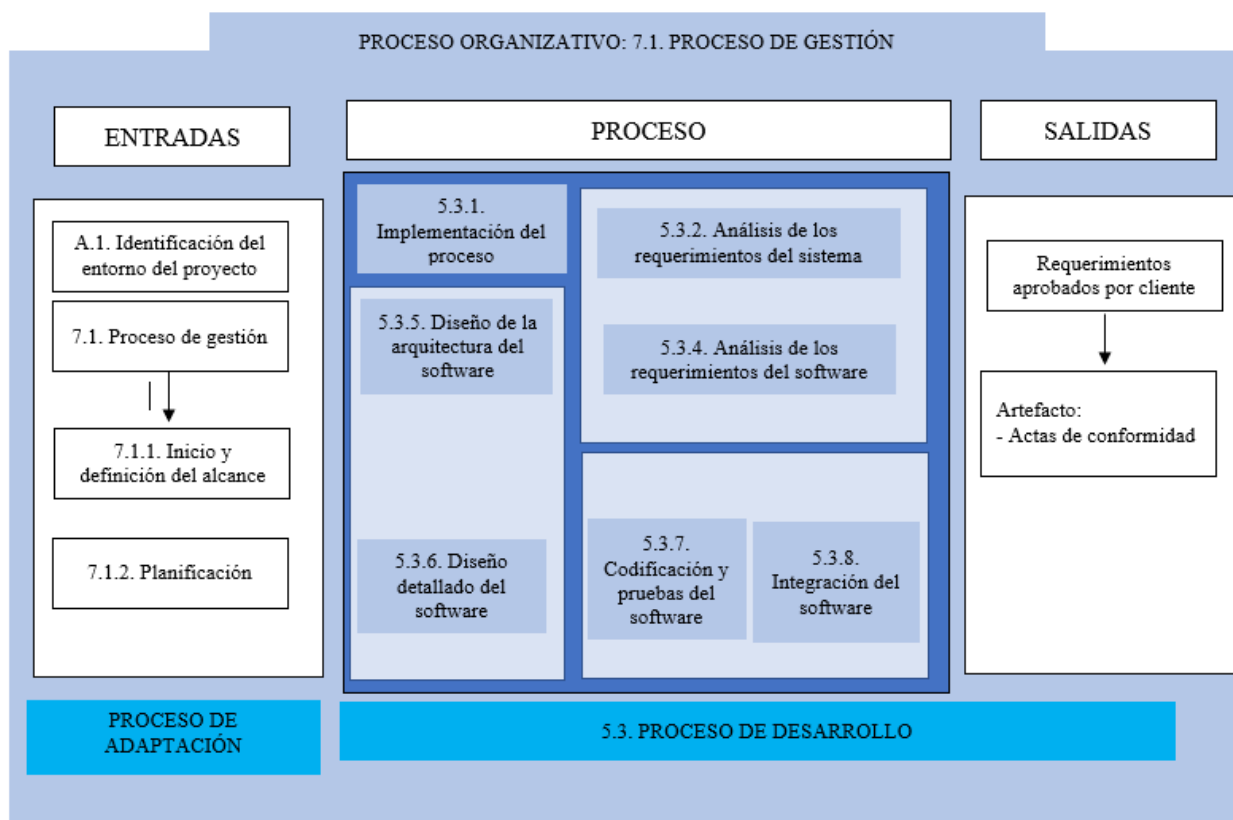 PROCESO ORGANIZATIVO: 7.1. PROCESO DE GESTIÓN
ENTRADAS
PROCESO
SALIDAS
A.1. Identificación del
entorno del proyecto
7.1. Proceso de gestión
7.1.1. Inicio y
definición del alcance
7.1.2. Planificación
5.3.1.
Implementación del
proceso
5.3.5. Diseño de la
arquitectura del
software
5.3.6. Diseño
detallado del
software
5.3.2. Análisis de los
requerimientos del sistema
5.3.4. Análisis de los
requerimientos del software
5.3.7.
Codificación y
pruebas del
software
5.3.8.
Integración del
software
Requerimientos
aprobados por cliente
Artefacto:
- Actas de conformidad
PROCESO DE
ADAPTACIÓN
5.3. PROCESO DE DESARROLLO